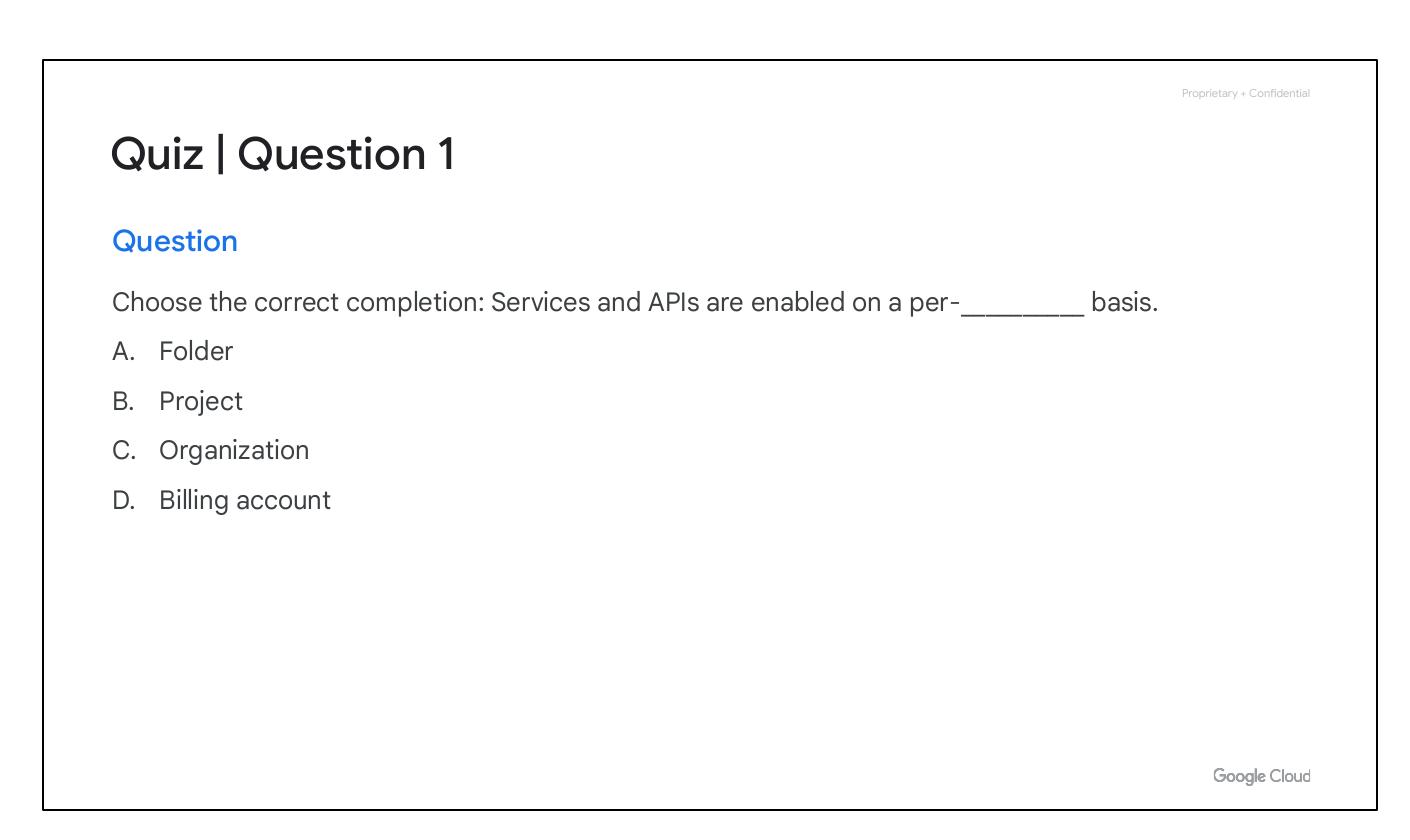 Proprietary + Confidential
Quiz | Question 1
Question
Choose the correct completion: Services and APIs are enabled on a per-__________ basis.
A. Folder
B. Project
C. Organization
D. Billing account
Google Cloud